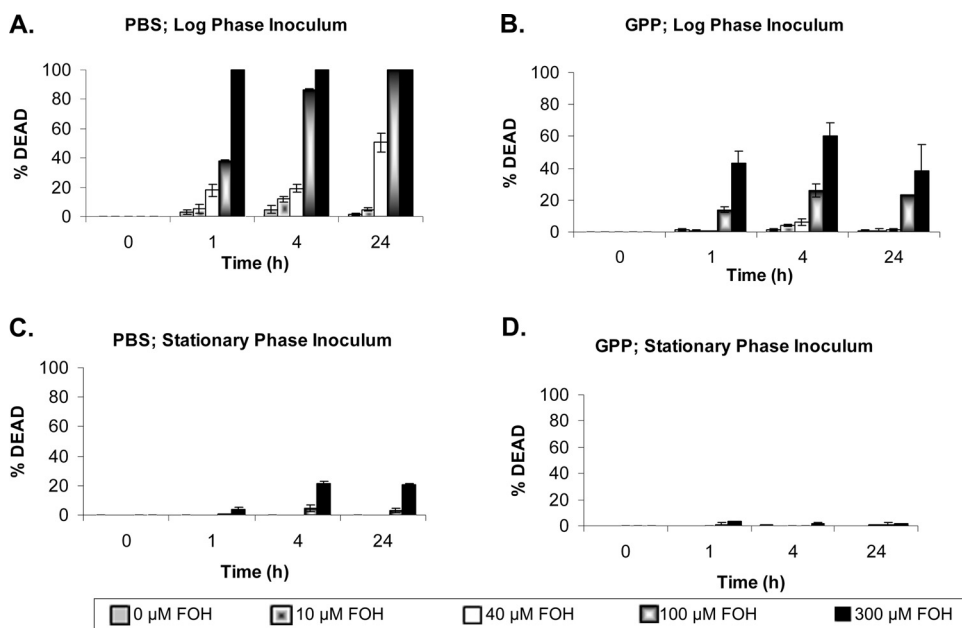 A.
PBS; Log Phase Inoculum
% DEAD
100
80
60
40
20
0
0 1 4 24
Time (h)
B.
GPP; Log Phase Inoculum
% DEAD
100
80
60
40
20
0
0 1 4 24
Time (h)
C.
PBS; Stationary Phase Inoculum
% DEAD
100
80
60
40
20
0
0 1 4 24
Time (h)
D.
GPP; Stationary Phase Inoculum
% DEAD
100
80
60
40
20
0
0 1 4 24
Time (h)
0 µM FOH 10 µM FOH 40 µM FOH 100 µM FOH 300 µM FOH